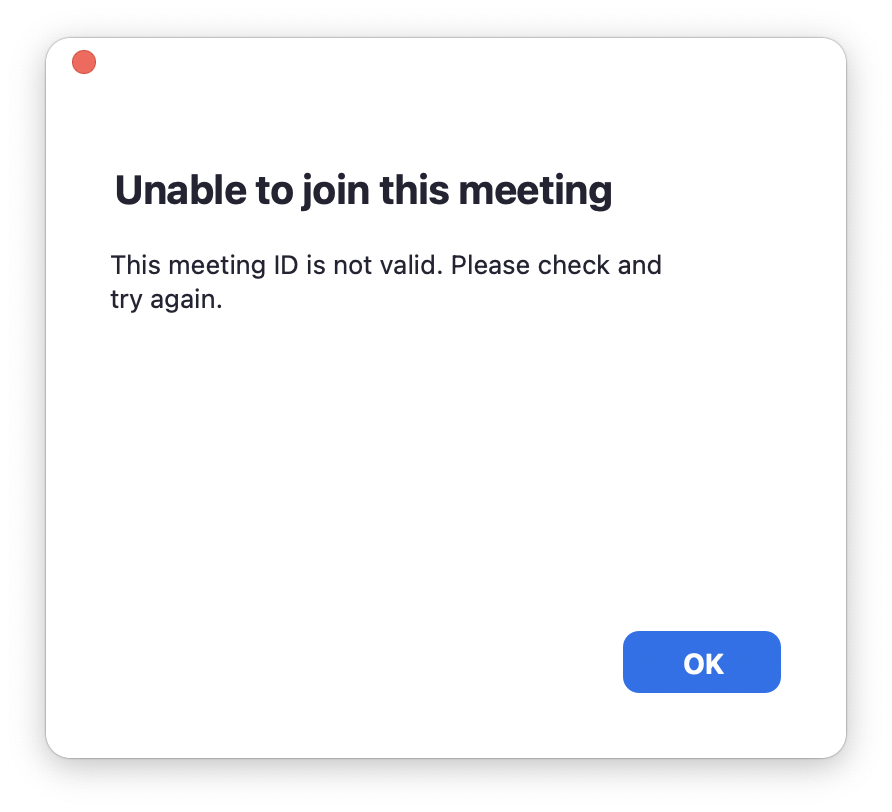 Unable to join this meeting
This meeting ID is not valid. Please check and
try again.
OK